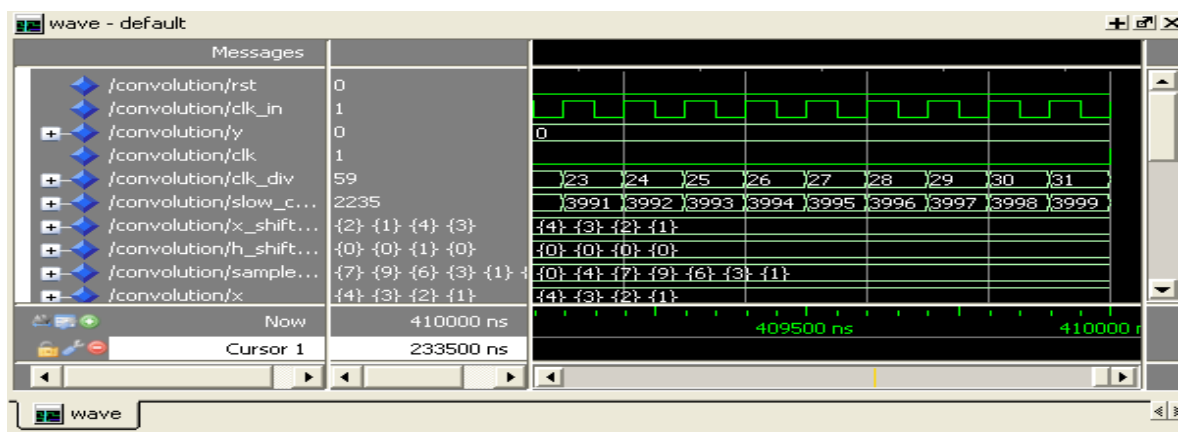 wave - default
Messages
/convolution/rst 0
/convolution/clk_in 1
/convolution/y 0 0
/convolution/clk 1
/convolution/clk_div 59 23 24 25 26 27 28 29 30 31
/convolution/slow_c... 2235 3991 3992 3993 3994 3995 3996 3997 3998 3999
/convolution/x_shift... {2} {1} {4} {3} {4} {3} {2} {1}
/convolution/h_shift... {0} {0} {1} {0} {0} {0} {0} {0}
/convolution/sample... {7} {9} {6} {3} {1} { {0} {4} {7} {9} {6} {3} {1}
/convolution/x {4} {3} {2} {1} {4} {3} {2} {1}
Now 410000 ns 409500 ns 410000 n
Cursor 1 233500 ns
wave